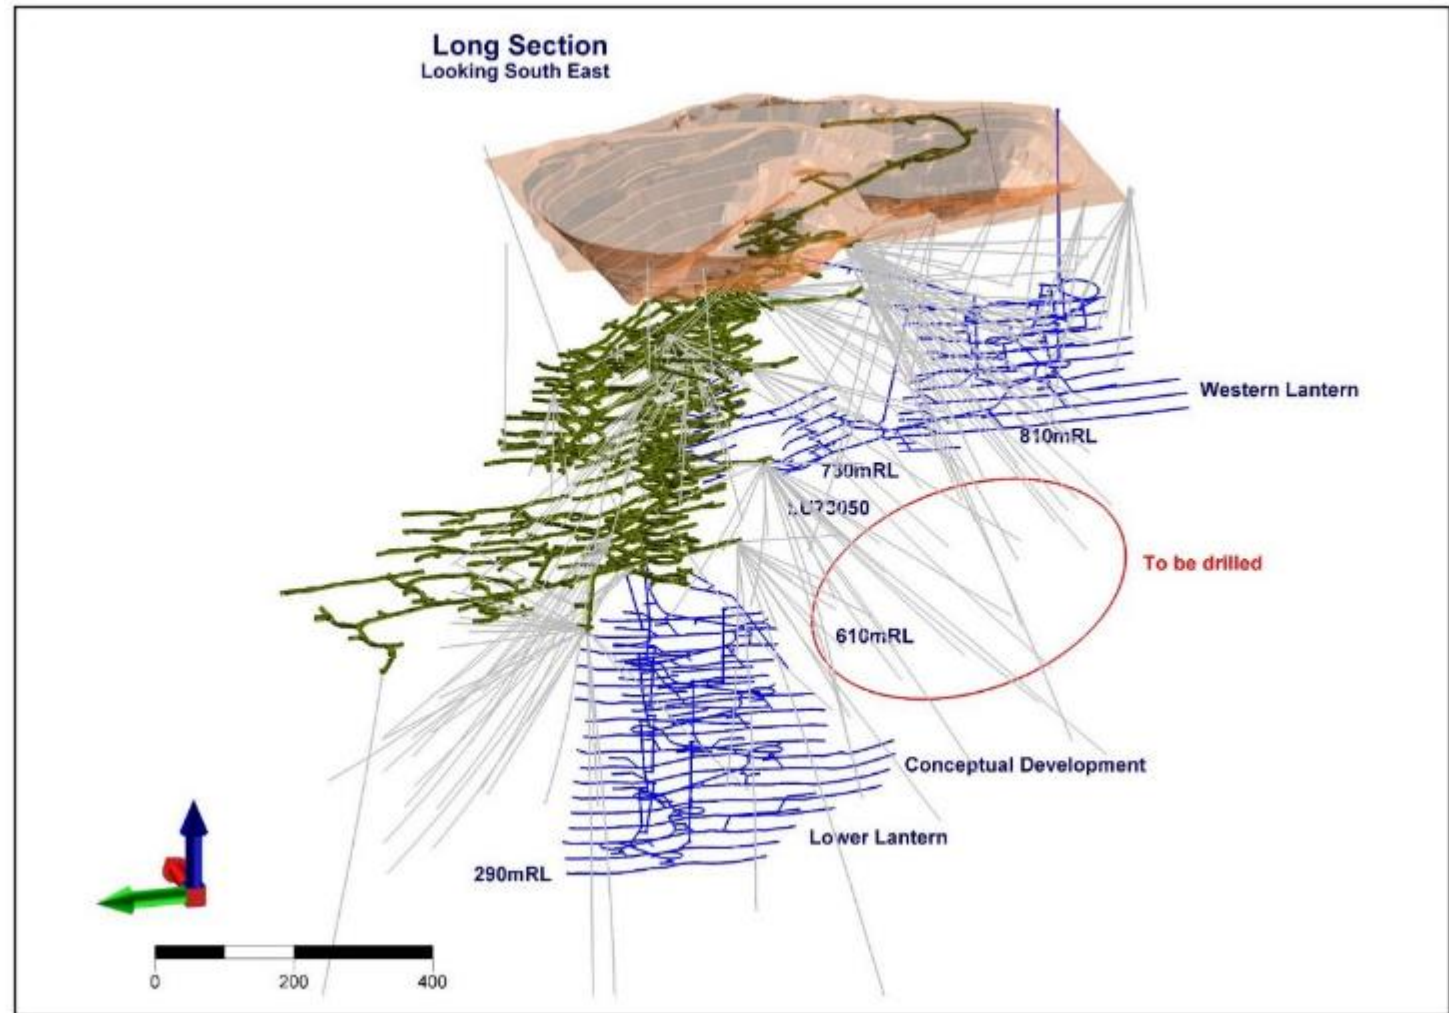 Long Section
Looking South East
Western Lantern
810mRL
730mRL
To be drilled
610mRL
Conceptual Development
Lower Lantern
290mRL
0 200 400